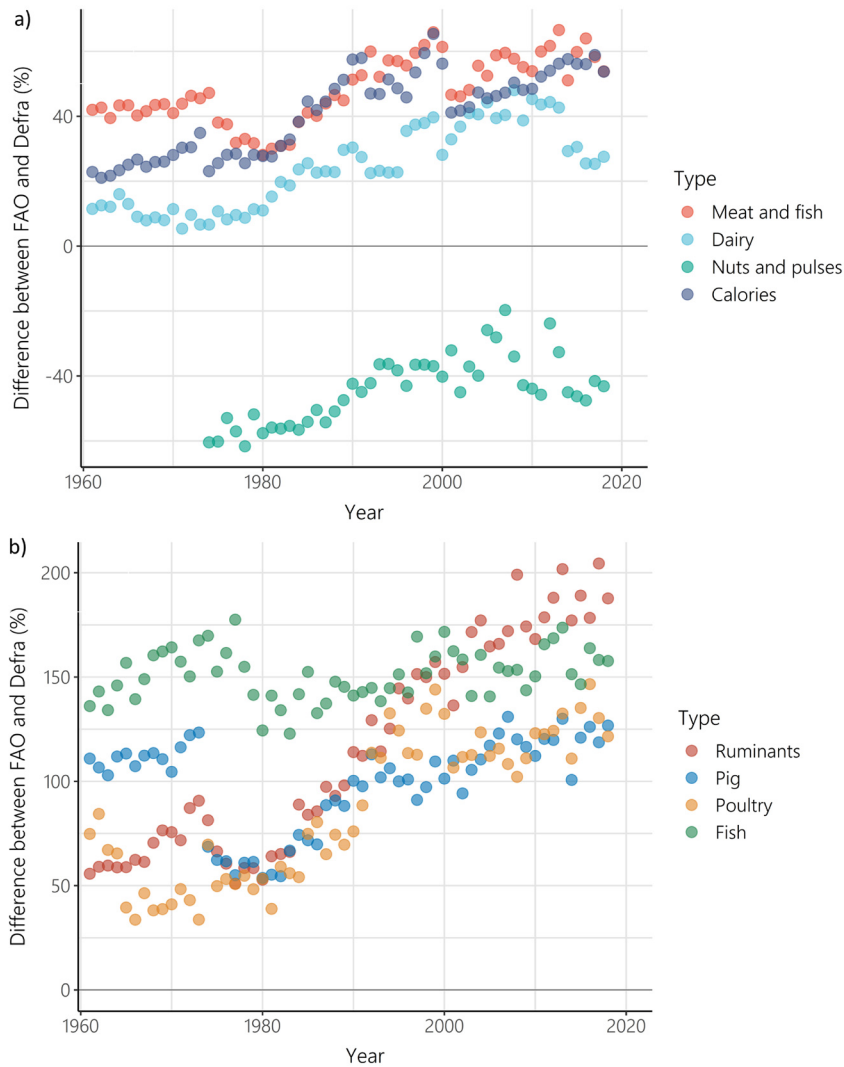 a)
Difference between FAO and Defra (%)
40
0
-40
1960
1980
2000
2020
Year
Type
Meat and fish
Dairy
Nuts and pulses
Calories
b)
Difference between FAO and Defra (%)
200
150
100
50
0
1960
1980
2000
2020
Year
Type
Ruminants
Pig
Poultry
Fish